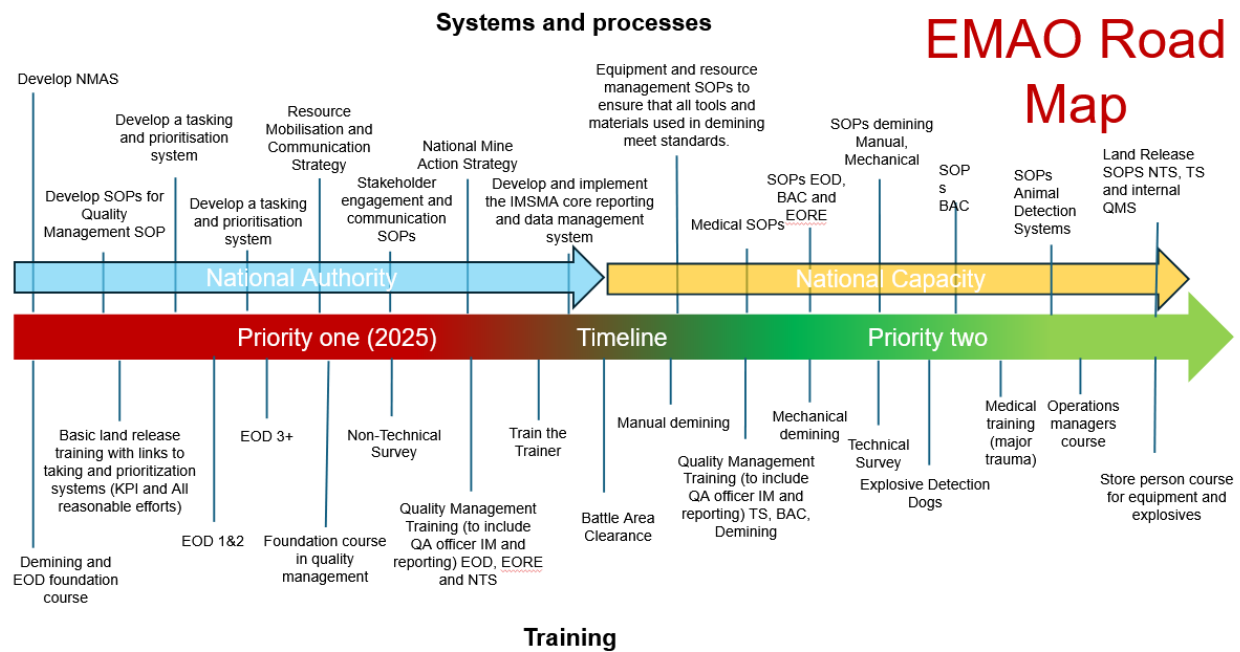 Systems and processes
EMAO Road
Map
Develop NMAS
Develop SOPs for
Quality
Management SOP
Develop a tasking
and prioritisation
system
Develop a tasking
and prioritisation
system
Resource
Mobilisation and
Communication
Strategy
Stakeholder
engagement and
communication
SOPs
National Mine
Action Strategy
Develop and implement
the IMSMA core reporting
and data management
system
Equipment and resource
management SOPs to
ensure that all tools and
materials used in demining
meet standards.
Medical SOPs
SOPs EOD,
BAC and
EORE
SOPs demining
Manual,
Mechanical
SOP
s
BAC
SOPs
Animal
Detection
Systems
Land Release
SOPS NTS, TS
and internal
QMS
National Authority
National Capacity
Priority one (2025)
Timeline
Priority two
Demining and
EOD foundation
course
Basic land release
training with links to
taking and prioritization
systems (KPI and All
reasonable efforts)
EOD 1&2
EOD 3+
Foundation course
in quality
management
Non-Technical
Survey
Quality Management
Training (to include
QA officer IM and
reporting) EOD, EORE
and NTS
Train the
Trainer
Battle Area
Clearance
Manual demining
Quality Management
Training (to include
QA officer IM and
reporting) TS, BAC,
Demining
Mechanical
demining
Technical
Survey
Explosive Detection
Dogs
Medical
training
(major
trauma)
Operations
managers
course
Store person course
for equipment and
explosives
Training